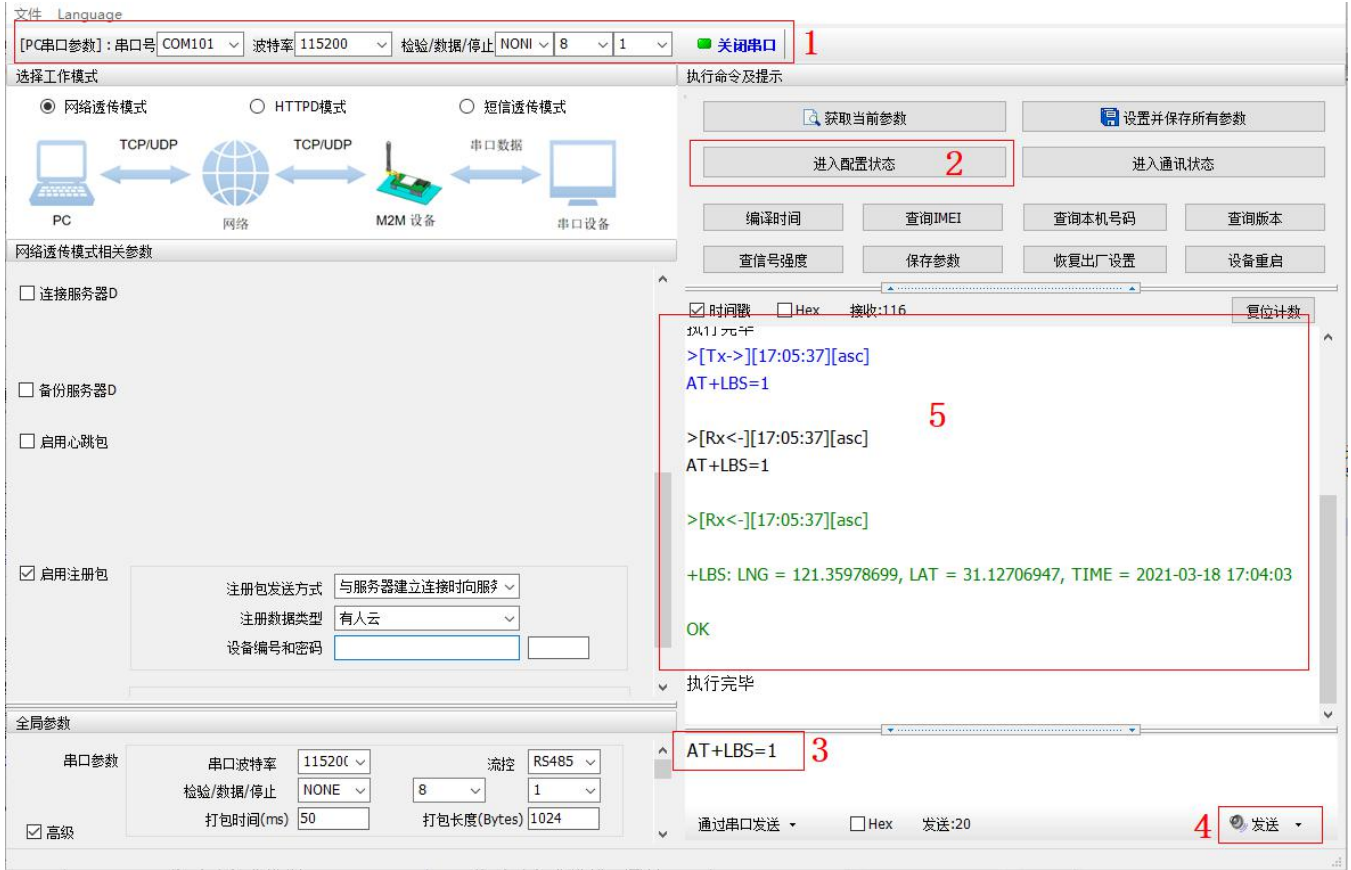 文件 Language
[PC串口参数]：串口号 COM101 波特率 115200 检验/数据/停止 NONI 8 1 关闭串口 1
选择工作模式
网络透传模式 HTTPD模式 短信透传模式
TCP/UDP TCP/UDP 串口数据
PC 网络 M2M 设备 串口设备
网络透传模式相关参数
连接服务器D
备份服务器D
启用心跳包
启用注册包
注册包发送方式 与服务器建立连接时向服务
注册数据类型 有人云
设备编号和密码
全局参数
串口参数
串口波特率 11520( 流控 RS485
检验/数据/停止 NONE 8 1
打包时间(ms) 50 打包长度(Bytes) 1024
高级
执行命令及提示
获取当前参数 设置并保存所有参数
进入配置状态 2 进入通讯状态
编译时间 查询IMEI 查询本机号码 查询版本
查信号强度 保存参数 恢复出厂设置 设备重启
时间戳 Hex 接收:116 复位计数
执行完毕
>[Tx->][17:05:37][asc]
AT+LBS=1
5
>[Rx<-][17:05:37][asc]
AT+LBS=1
>[Rx<-][17:05:37][asc]
+LBS: LNG = 121.35978699, LAT = 31.12706947, TIME = 2021-03-18 17:04:03
OK
执行完毕
AT+LBS=1 3
通过串口发送 Hex 发送:20 4 发送